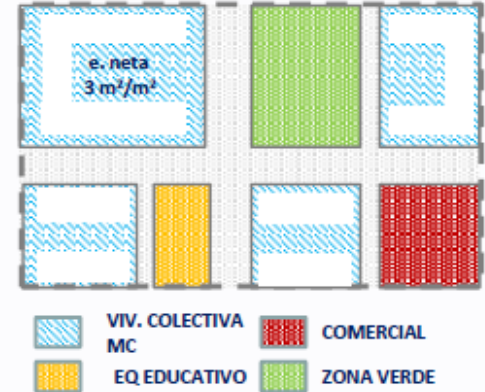 e. neta
3 m²/m²
VIV. COLECTIVA
MC
COMERCIAL
EQ EDUCATIVO
ZONA VERDE